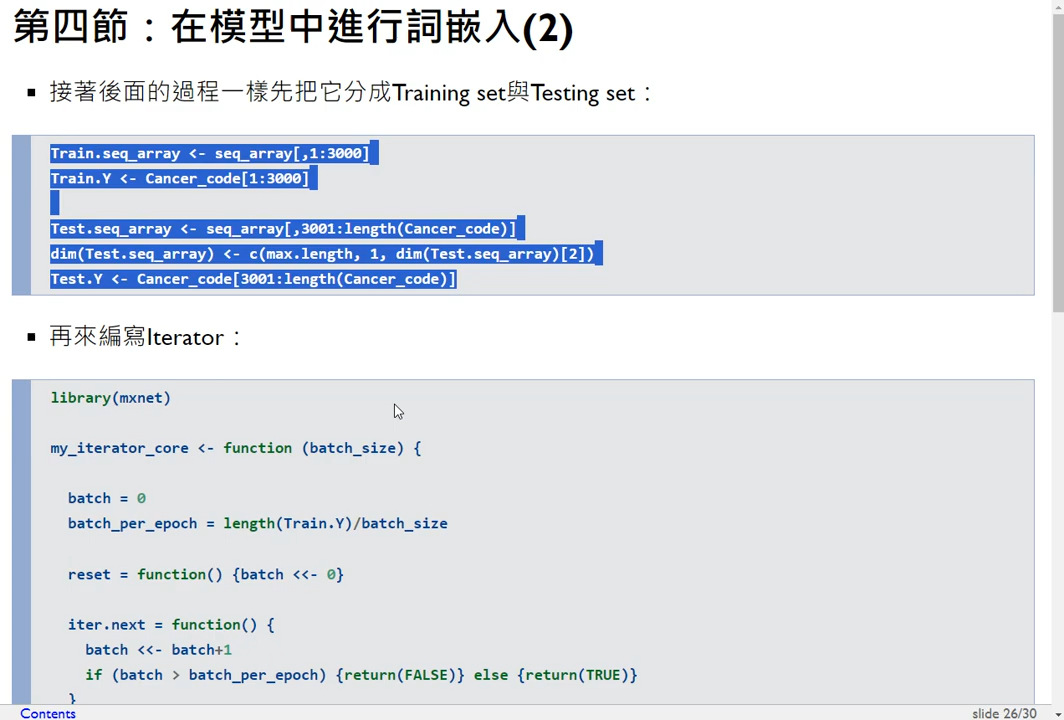 第四節：在模型中進行詞嵌入(2)
接著後面的過程一樣先把它分成Training set與Testing set：
Train.seq_array <- seq_array[,1:3000]
Train.Y <- Cancer_code[1:3000]
Test.seq_array <- seq_array[,3001:length(Cancer_code)]
dim(Test.seq_array) <- c(max.length, 1, dim(Test.seq_array)[2])
Test.Y <- Cancer_code[3001:length(Cancer_code)]
再來編寫Iterator：
library(mxnet)
my_iterator_core <- function (batch_size) {
batch = 0
batch_per_epoch = length(Train.Y)/batch_size
reset = function() {batch <<- 0}
iter.next = function() {
batch <<- batch+1
if (batch > batch_per_epoch) {return(FALSE)} else {return(TRUE)}
}
Contents
slide 26/30